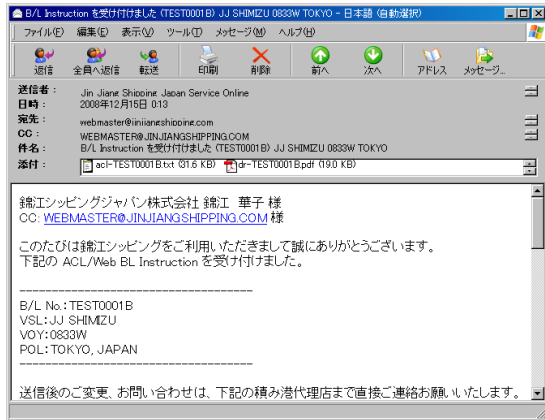 B/L Instruction を受け付けました (TEST0001B) JJ SHIMIZU 0833W TOKYO - 日本語 (自動選択)
ファイル(F) 編集(E) 表示(V) ツール(T) メッセージ(M) ヘルプ(H)
返信 全員へ返信 転送 印刷 削除 前へ 次へ アドレス メッセージ...
送信者: Jin Jiang Shipping Japan Service Online
日時: 2008年12月15日 0:13
宛先: webmaster@jinjiangshipping.com
CC: WEBMASTER@JINJIANGSHIPPING.COM
件名: B/L Instruction を受け付けました (TEST0001B) JJ SHIMIZU 0833W TOKYO
添付: acl-TEST0001B.txt (31.6 KB) dr-TEST0001B.pdf (19.0 KB)
錦江シッピングジャパン株式会社 錦江 華子 様
CC: WEBMASTER@JINJIANGSHIPPING.COM 様
このたびは錦江シッピングをご利用いただきまして誠にありがとうございます。
下記の ACL/Web BL Instruction を受け付けました。
------------------------------------
B/L No.: TEST0001B
VSL: JJ SHIMIZU
VOY: 0833W
POL: TOKYO, JAPAN
------------------------------------
送信後のご変更、お問い合わせは、下記の積み港代理店まで直接ご連絡お願いいたします。